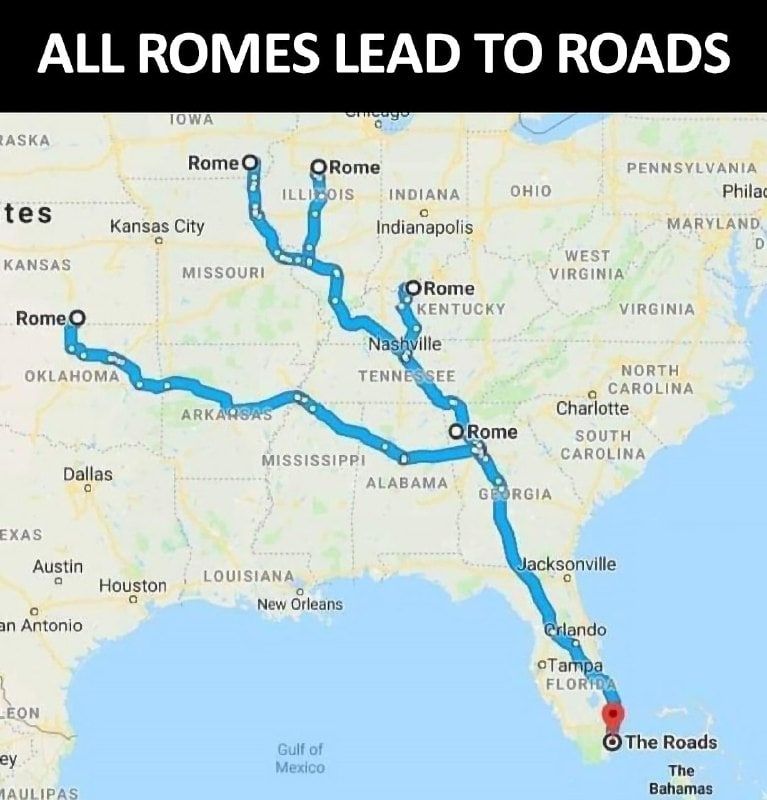 ALL ROMES LEAD TO ROADS
IOWA
Chicago
RASKA
Rome
Rome
PENNSYLVANIA
ILLINOIS
INDIANA
OHIO
Philad
tes
Kansas City
Indianapolis
MARYLAND
D
KANSAS
MISSOURI
WEST
VIRGINIA
Rome
KENTUCKY
VIRGINIA
Rome
Nashville
OKLAHOMA
TENNESSEE
NORTH
CAROLINA
ARKANSAS
Charlotte
Rome
SOUTH
CAROLINA
MISSISSIPPI
Dallas
ALABAMA
GEORGIA
EXAS
Austin
Jacksonville
Houston
LOUISIANA
New Orleans
an Antonio
Orlando
Tampa
FLORIDA
LEON
Gulf of
Mexico
The Roads
ey
The
Bahamas
MAULIPAS